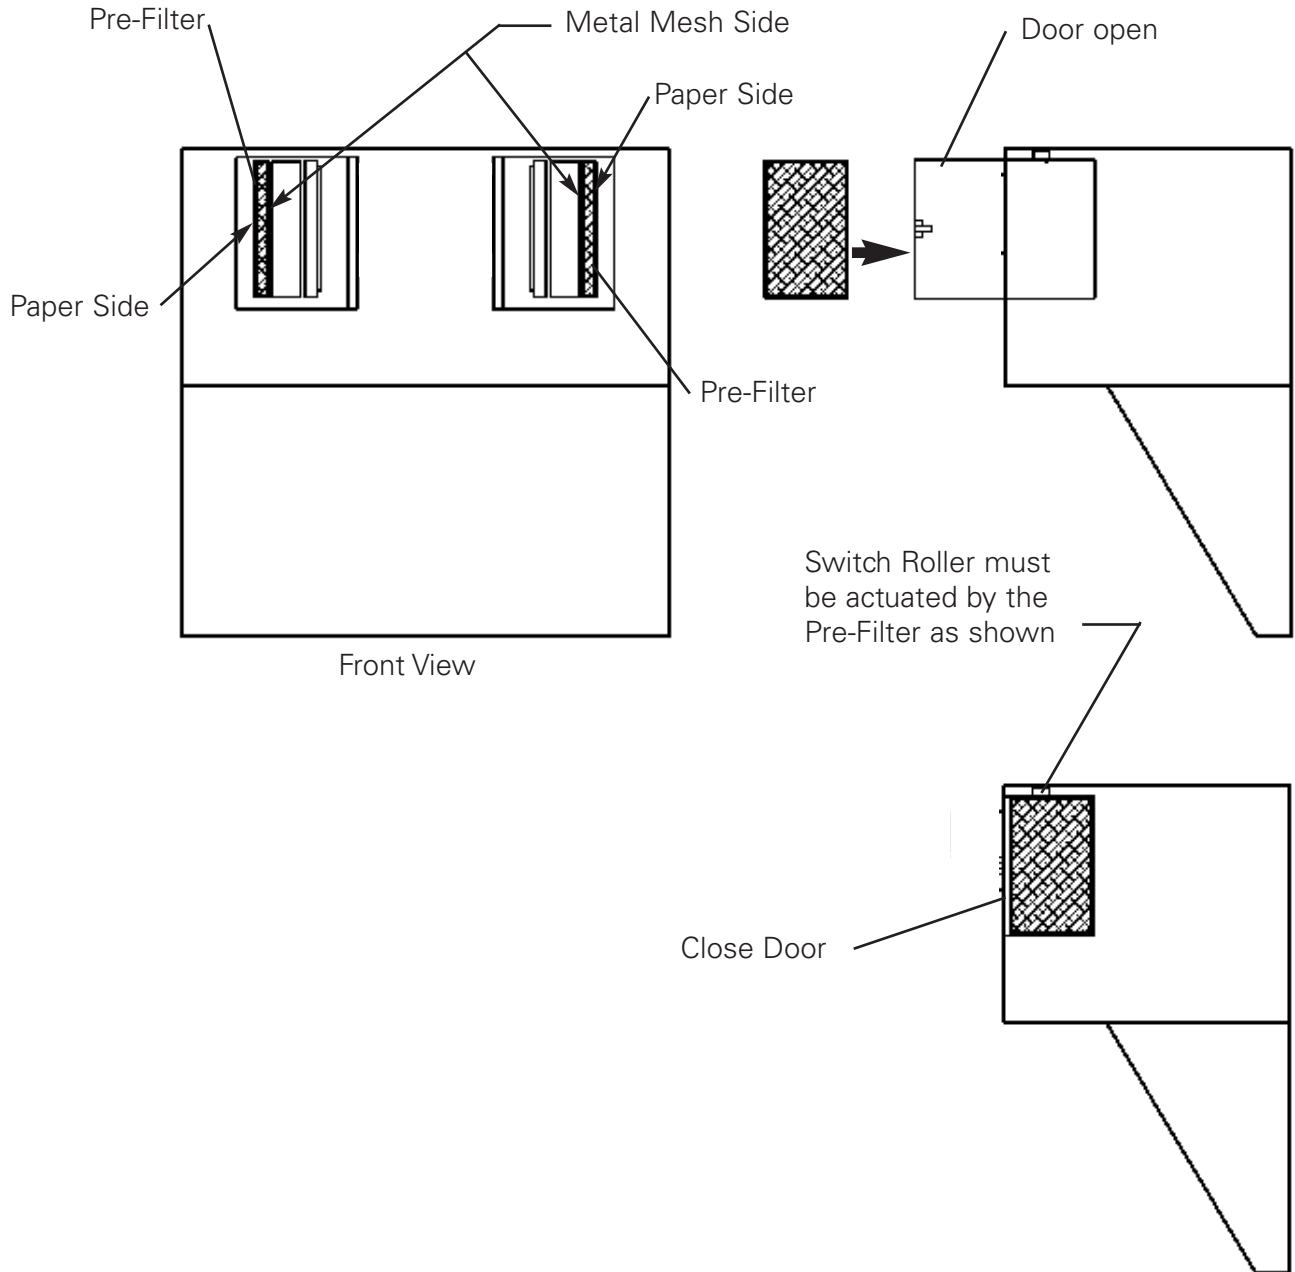 Pre-Filter
Metal Mesh Side
Door open
Paper Side
Paper Side
Pre-Filter
Front View
Switch Roller must
be actuated by the
Pre-Filter as shown
Close Door